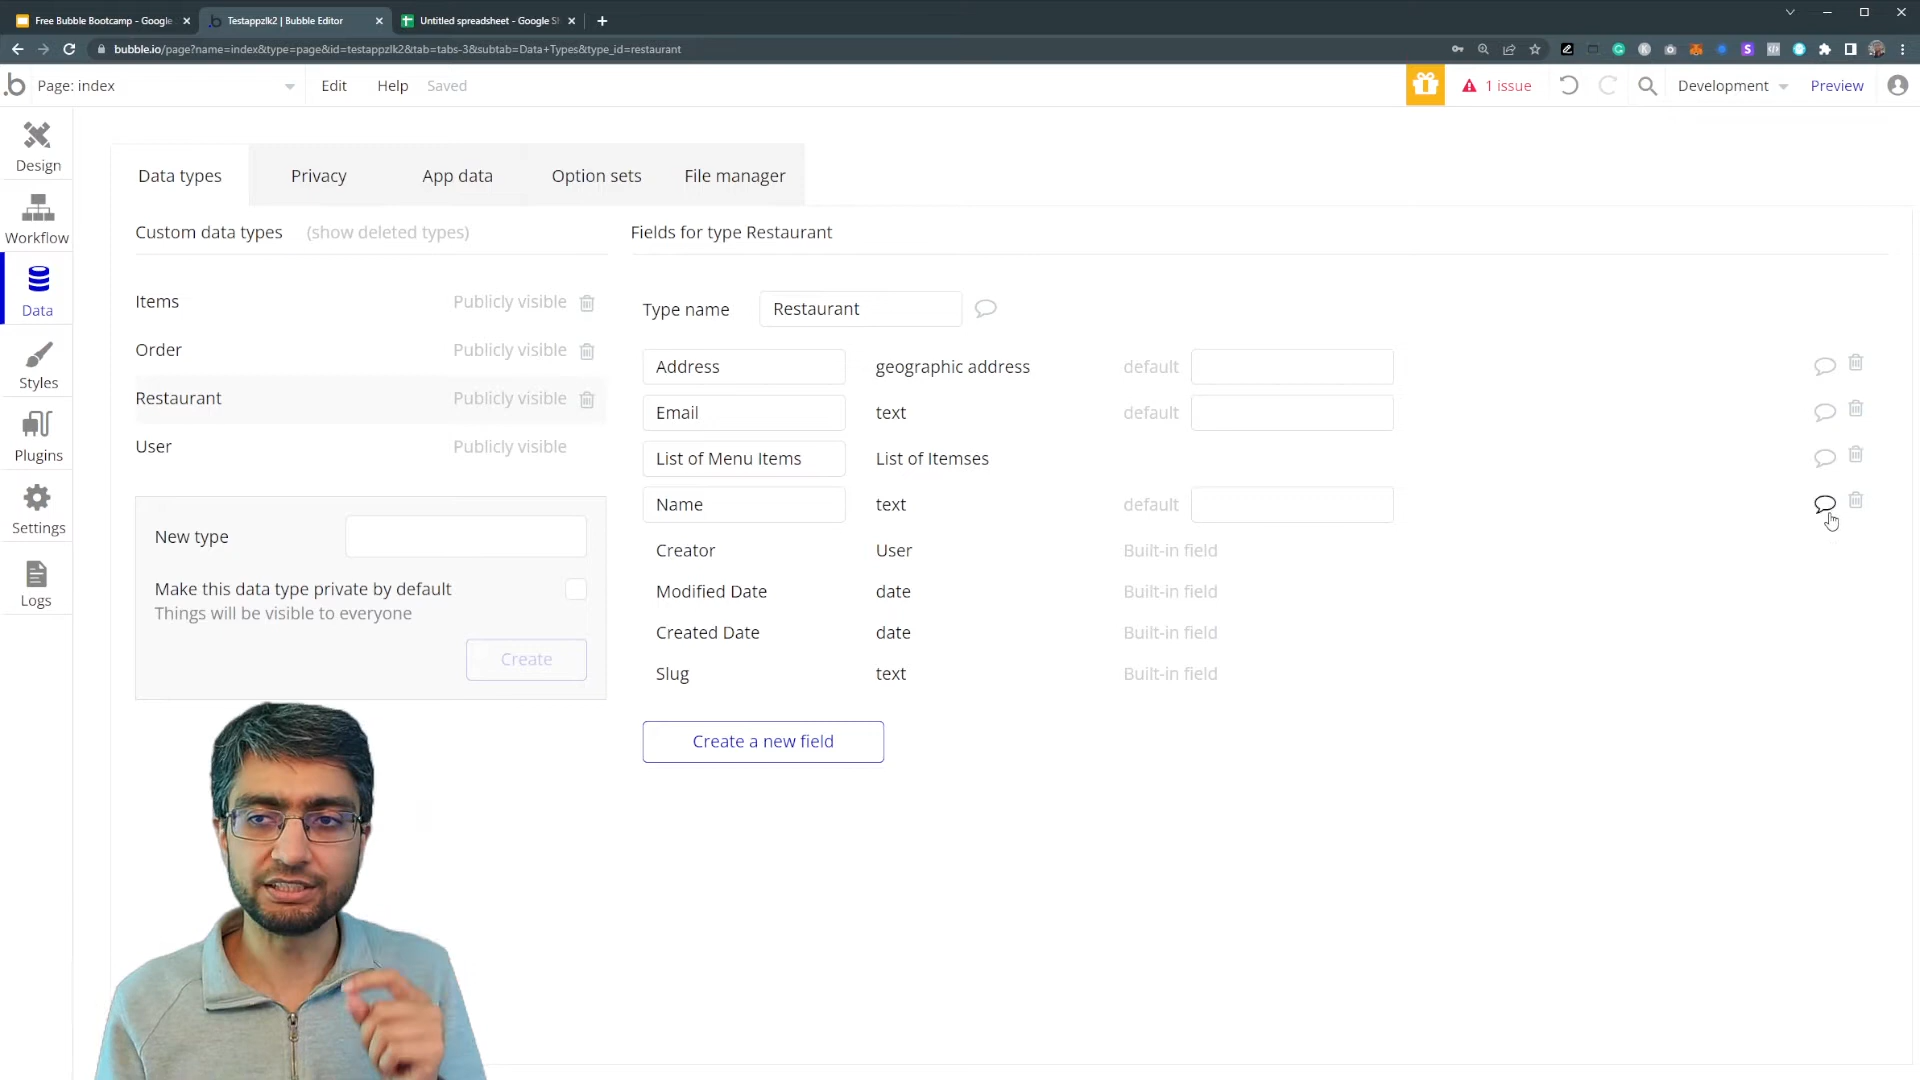 Free Bubble Bootcamp - Google
Testappzlk2 | Bubble Editor
Untitled spreadsheet - Google S
bubble.io/page?name=index&type=page&id=testappzlk2&tab=tabs-3&subtab=Data+Types&type_id=restaurant
.b Page: index
Edit
Help
Saved
1 issue
Development
Preview
Design
Workflow
Data
Styles
Plugins
Settings
Logs
Data types
Privacy
App data
Option sets
File manager
Custom data types (show deleted types)
Items Publicly visible
Order Publicly visible
Restaurant Publicly visible
User Publicly visible
New type
Make this data type private by default
Things will be visible to everyone
Create
Fields for type Restaurant
Type name Restaurant
Address geographic address default
Email text default
List of Menu Items List of Itemses
Name text default
Creator User Built-in field
Modified Date date Built-in field
Created Date date Built-in field
Slug text Built-in field
Create a new field